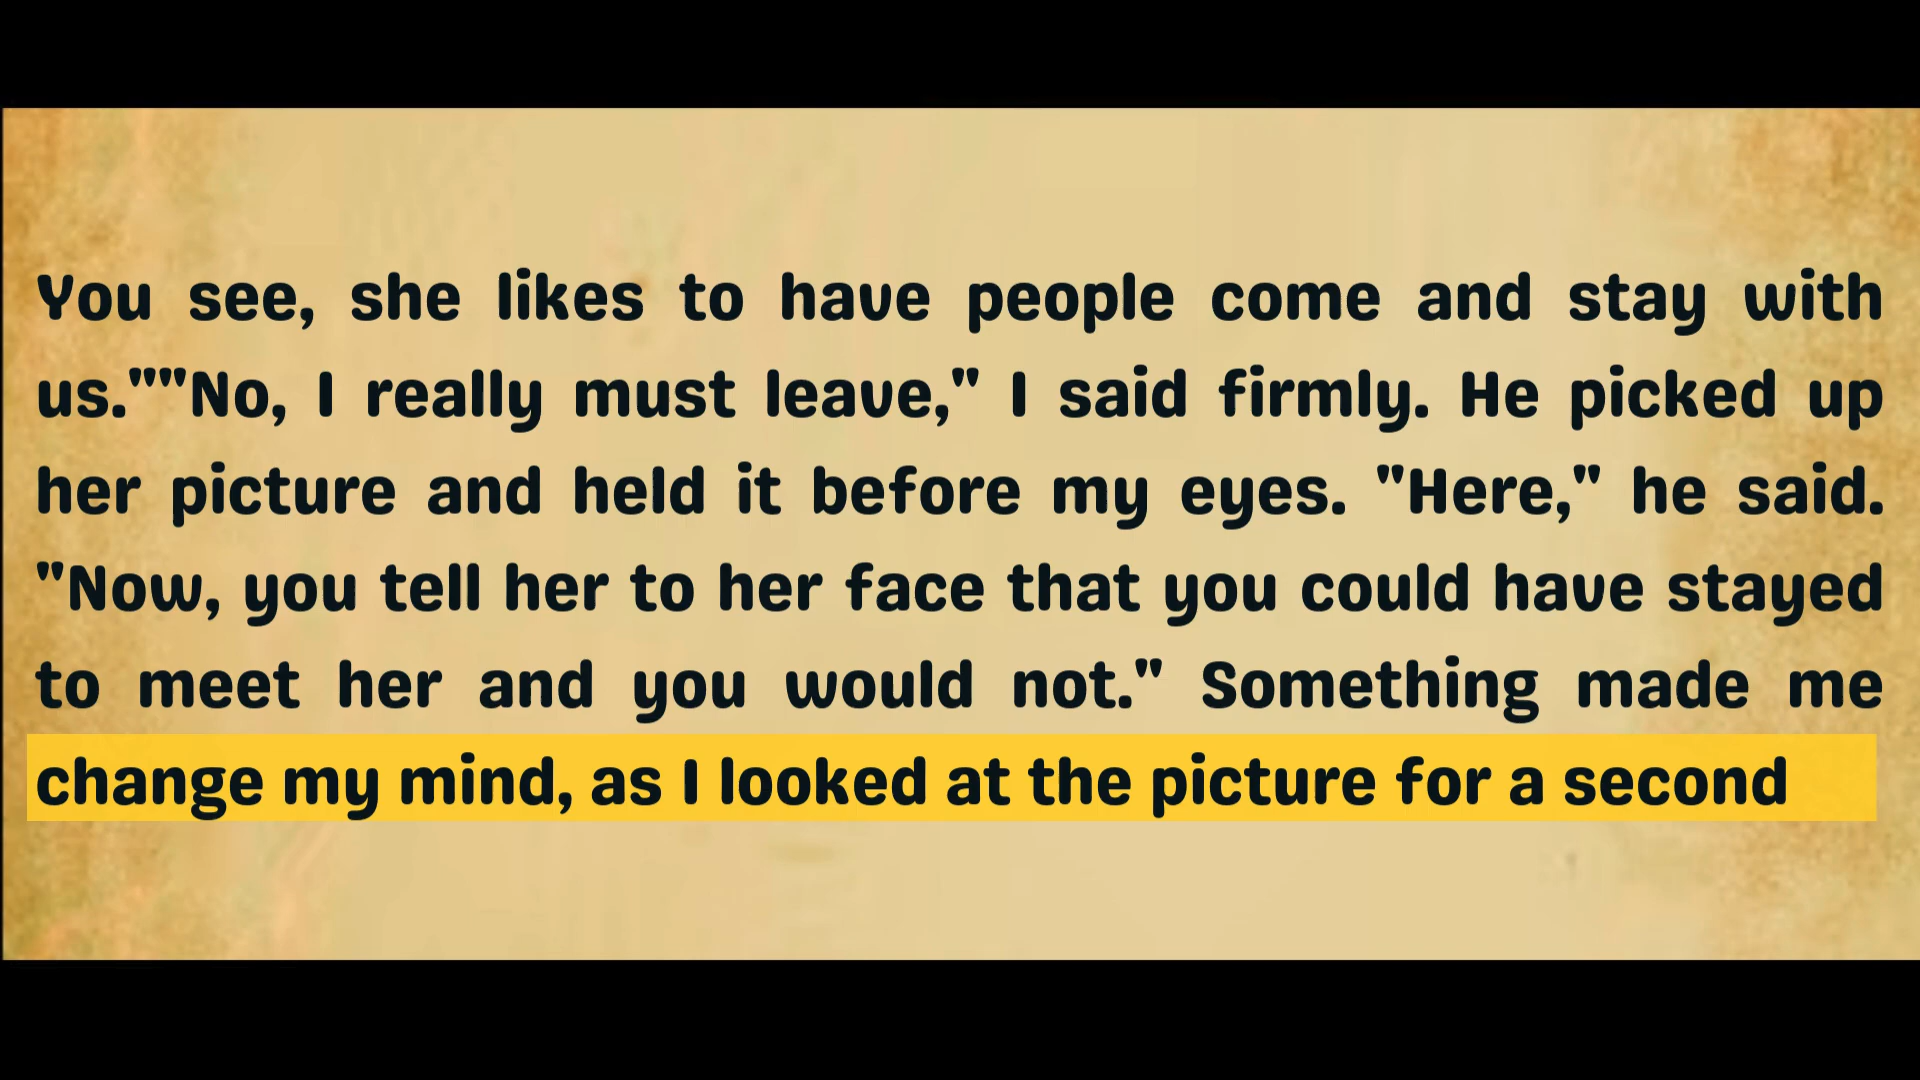 You see, she likes to have people come and stay with
us.""No, I really must leave," I said firmly. He picked up
her picture and held it before my eyes. "Here," he said.
"Now, you tell her to her face that you could have stayed
to meet her and you would not." Something made me
change my mind, as I looked at the picture for a second